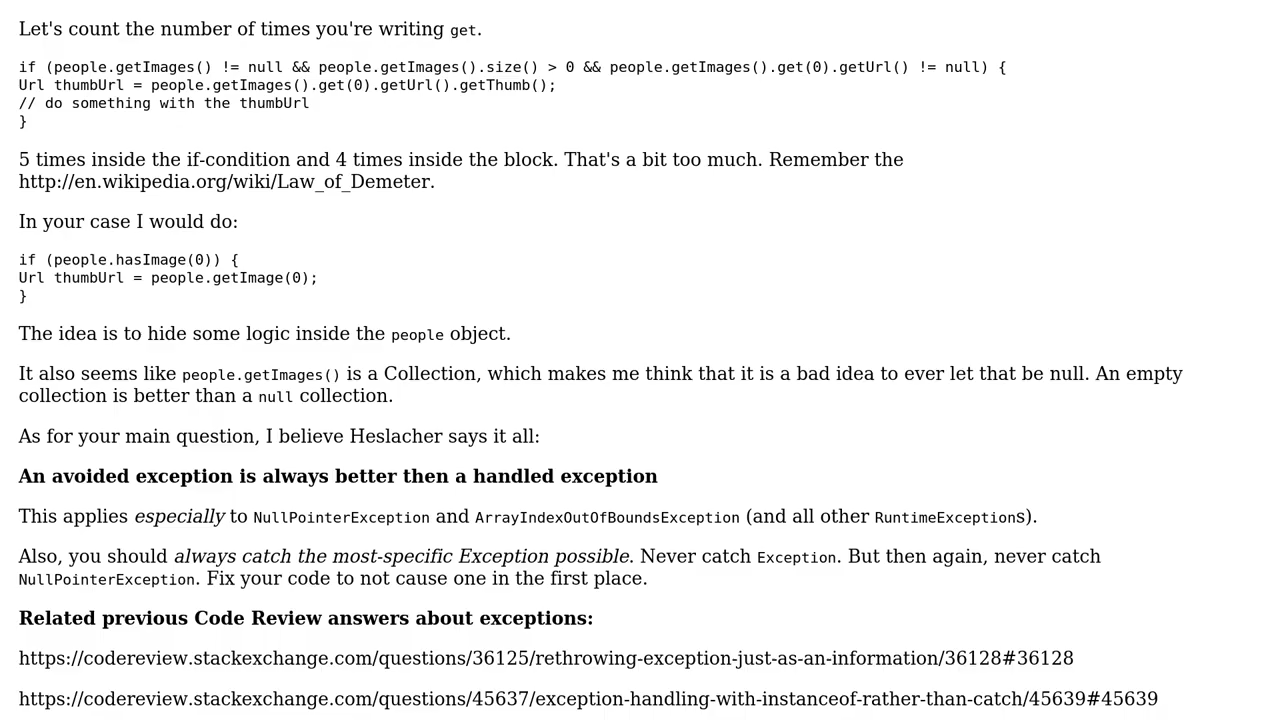 Let's count the number of times you're writing get.
if (people.getImages() != null && people.getImages().size() > 0 && people.getImages().get(0).getUrl() != null) {
Url thumbUrl = people.getImages().get(0).getUrl().getThumb();
// do something with the thumbUrl
}
5 times inside the if-condition and 4 times inside the block. That's a bit too much. Remember the
http://en.wikipedia.org/wiki/Law_of_Demeter.
In your case I would do:
if (people.hasImage(0)) {
Url thumbUrl = people.getImage(0);
}
The idea is to hide some logic inside the people object.
It also seems like people.getImages() is a Collection, which makes me think that it is a bad idea to ever let that be null. An empty
collection is better than a null collection.
As for your main question, I believe Heslacher says it all:
An avoided exception is always better then a handled exception
This applies especially to NullPointerException and ArrayIndexOutOfBoundsException (and all other RuntimeExceptions).
Also, you should always catch the most-specific Exception possible. Never catch Exception. But then again, never catch
NullPointerException. Fix your code to not cause one in the first place.
Related previous Code Review answers about exceptions:
https://codereview.stackexchange.com/questions/36125/rethrowing-exception-just-as-an-information/36128#36128
https://codereview.stackexchange.com/questions/45637/exception-handling-with-instanceof-rather-than-catch/45639#45639